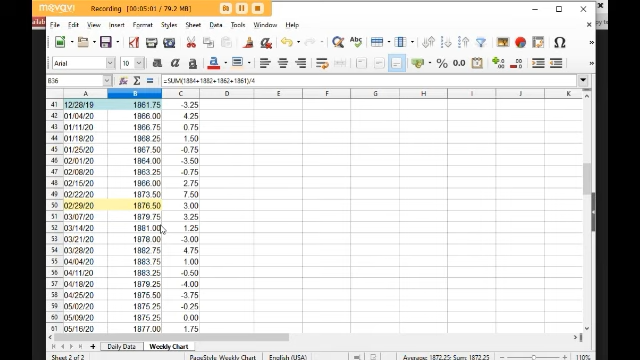 movavi Recording [00:05:01 / 79.2 MB]
File Edit View Insert Format Styles Sheet Data Tools Window Help
Arial 10
B36 =SUM(1884+1882+1862+1861)/4
A B C D E F G H I J K
41 12/28/19 1861.75 -3.25
42 01/04/20 1866.00 4.25
43 01/11/20 1866.75 0.75
44 01/18/20 1868.25 1.50
45 01/25/20 1867.50 -0.75
46 02/01/20 1864.00 -3.50
47 02/08/20 1863.25 -0.75
48 02/15/20 1866.00 2.75
49 02/22/20 1873.50 7.50
50 02/29/20 1876.50 3.00
51 03/07/20 1879.75 3.25
52 03/14/20 1881.00 1.25
53 03/21/20 1878.00 -3.00
54 03/28/20 1882.75 4.75
55 04/04/20 1883.75 1.00
56 04/11/20 1883.25 -0.50
57 04/18/20 1879.25 -4.00
58 04/25/20 1875.50 -3.75
59 05/02/20 1875.25 -0.25
60 05/09/20 1875.25 0.00
61 05/16/20 1877.00 1.75
Daily Data Weekly Chart
Sheet 2 of 2 PageStyle_Weekly Chart English (USA) Average: 1872.25; Sum: 1872.25 110%